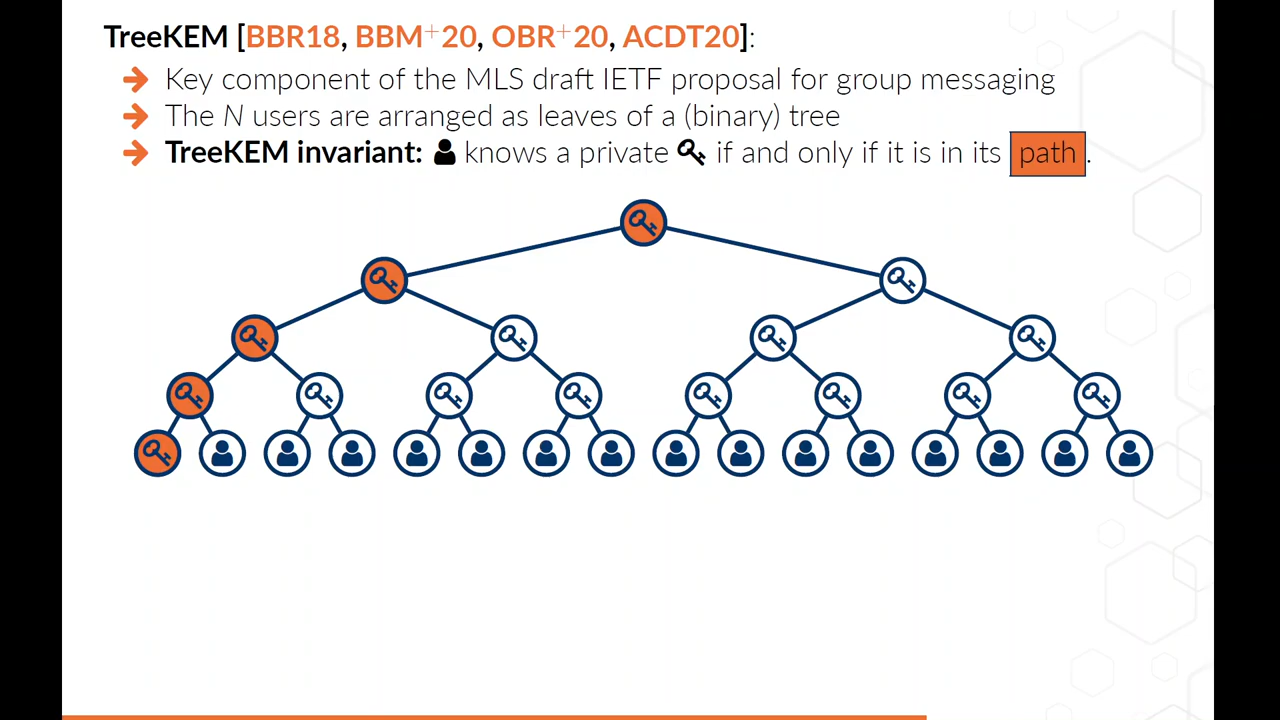 TreeKEM [BBR18, BBM+20, OBR+20, ACDT20]:
Key component of the MLS draft IETF proposal for group messaging
The N users are arranged as leaves of a (binary) tree
TreeKEM invariant: knows a private if and only if it is in its path.